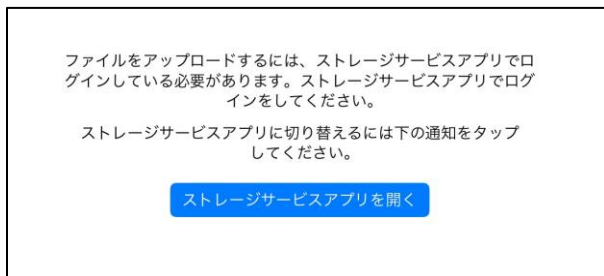 ファイルをアップロードするには、ストレージサービスアプリでロ
グインしている必要があります。ストレージサービスアプリでログ
インをしてください。
ストレージサービスアプリに切り替えるには下の通知をタップ
してください。
ストレージサービスアプリを開く